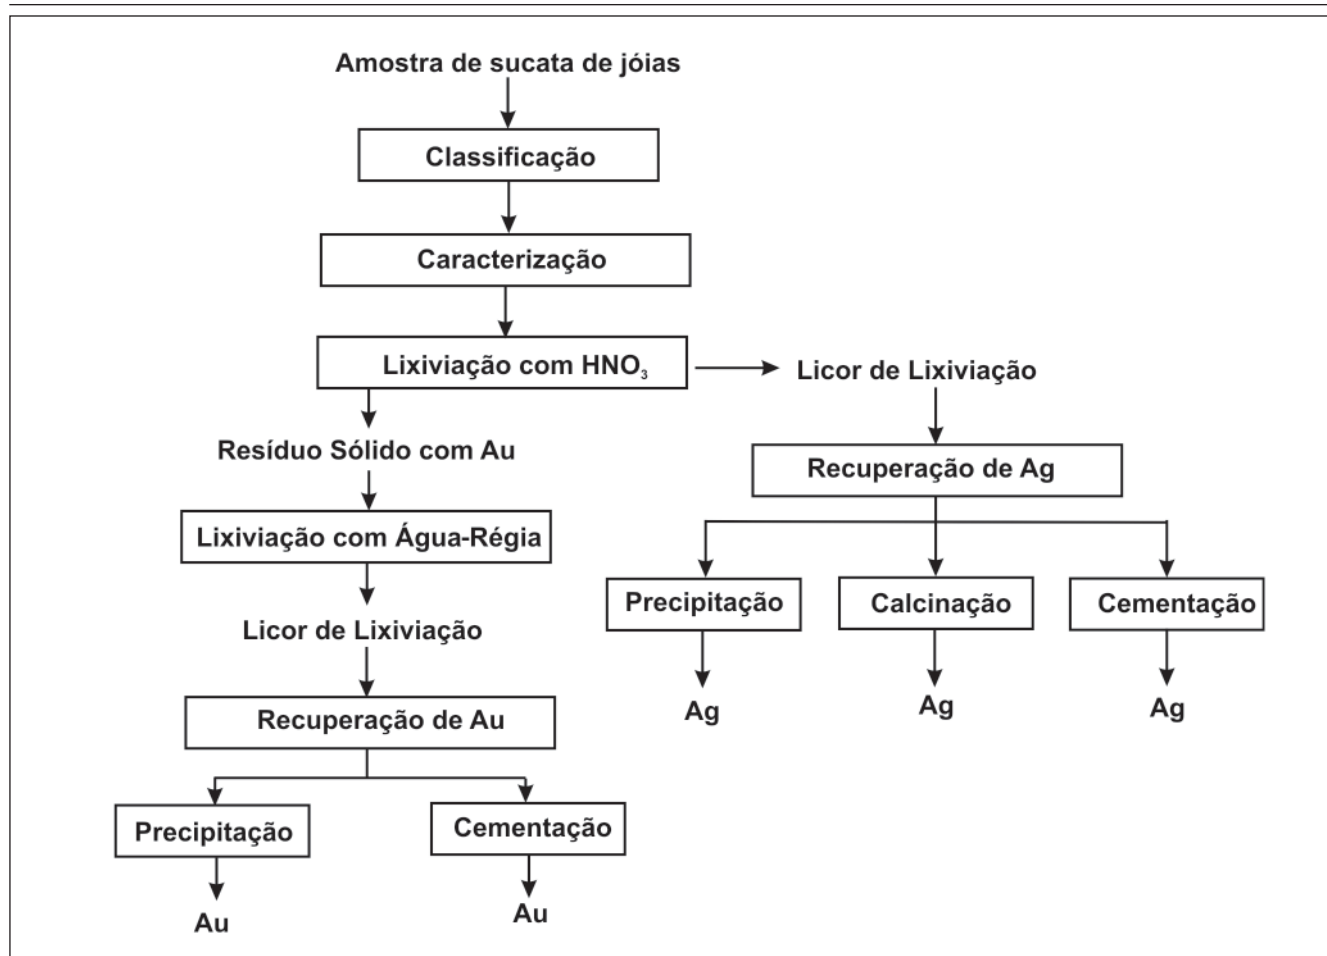 Amostra de sucata de jóias
Classificação
Caracterização
Lixiviação com HNO₃
Licor de Lixiviação
Resíduo Sólido com Au
Recuperação de Ag
Lixiviação com Água-Régia
Precipitação
Calcinação
Cementação
Licor de Lixiviação
Ag
Ag
Ag
Recuperação de Au
Precipitação
Cementação
Au
Au